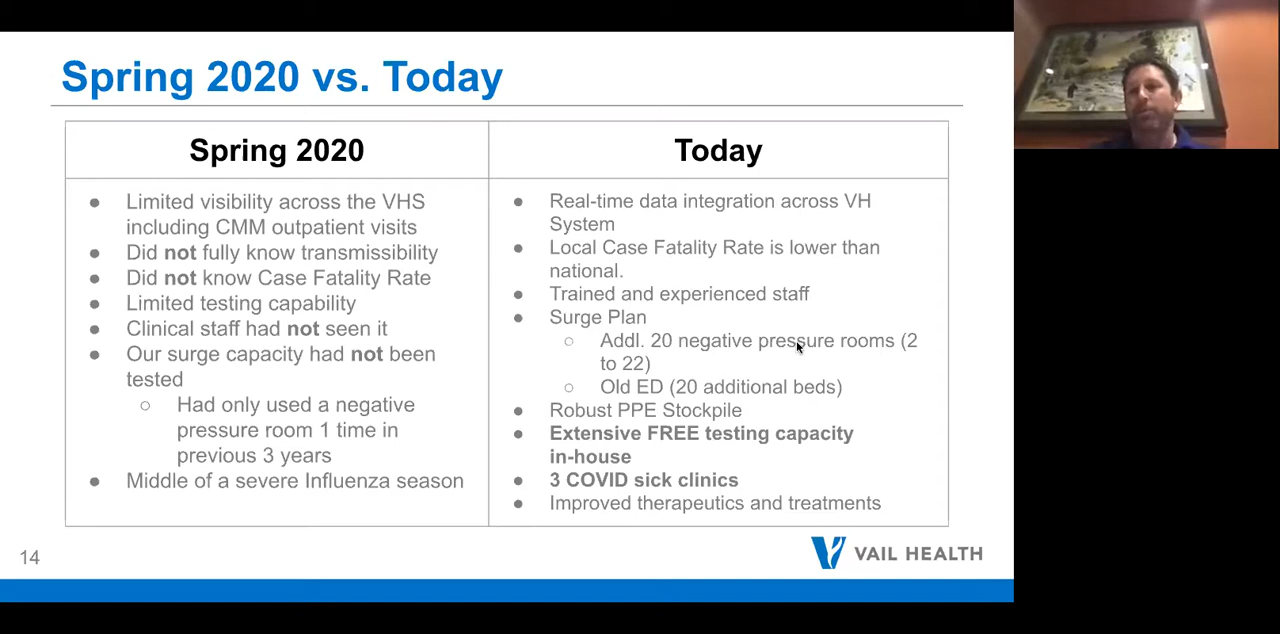 Spring 2020 vs. Today
Spring 2020
● Limited visibility across the VHS
including CMM outpatient visits
● Did not fully know transmissibility
● Did not know Case Fatality Rate
● Limited testing capability
● Clinical staff had not seen it
● Our surge capacity had not been
tested
○ Had only used a negative
pressure room 1 time in
previous 3 years
● Middle of a severe Influenza season
Today
● Real-time data integration across VH
System
● Local Case Fatality Rate is lower than
national.
● Trained and experienced staff
● Surge Plan
○ Addl. 20 negative pressure rooms (2
to 22)
○ Old ED (20 additional beds)
● Robust PPE Stockpile
● Extensive FREE testing capacity
in-house
● 3 COVID sick clinics
● Improved therapeutics and treatments
14
VAIL HEALTH